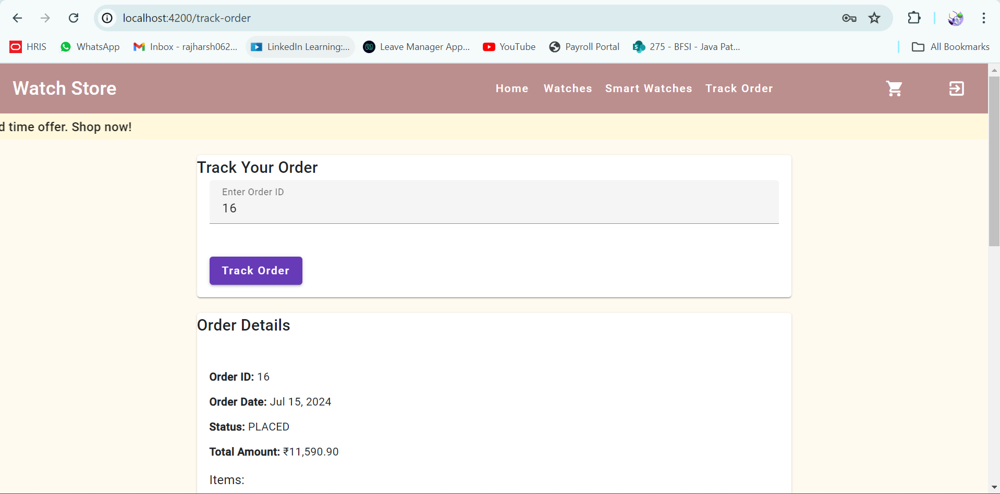 localhost:4200/track-order
HRIS WhatsApp Inbox - rajharsh062... LinkedIn Learning:... Leave Manager App... YouTube Payroll Portal 275 - BFSI - Java Pat... All Bookmarks
Watch Store Home Watches Smart Watches Track Order
d time offer. Shop now!
Track Your Order
Enter Order ID
16
Track Order
Order Details
Order ID: 16
Order Date: Jul 15, 2024
Status: PLACED
Total Amount: ₹11,590.90
Items: